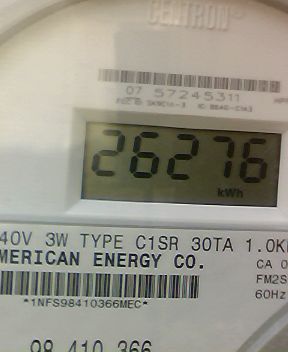 CENTRON
07 57245311
26276
kWh
40V 3W TYPE C1SR 30TA 1.0K
MERICAN ENERGY CO.
CA 0
FM2S
60Hz
*1NFS98410366MEC*
98 410 366